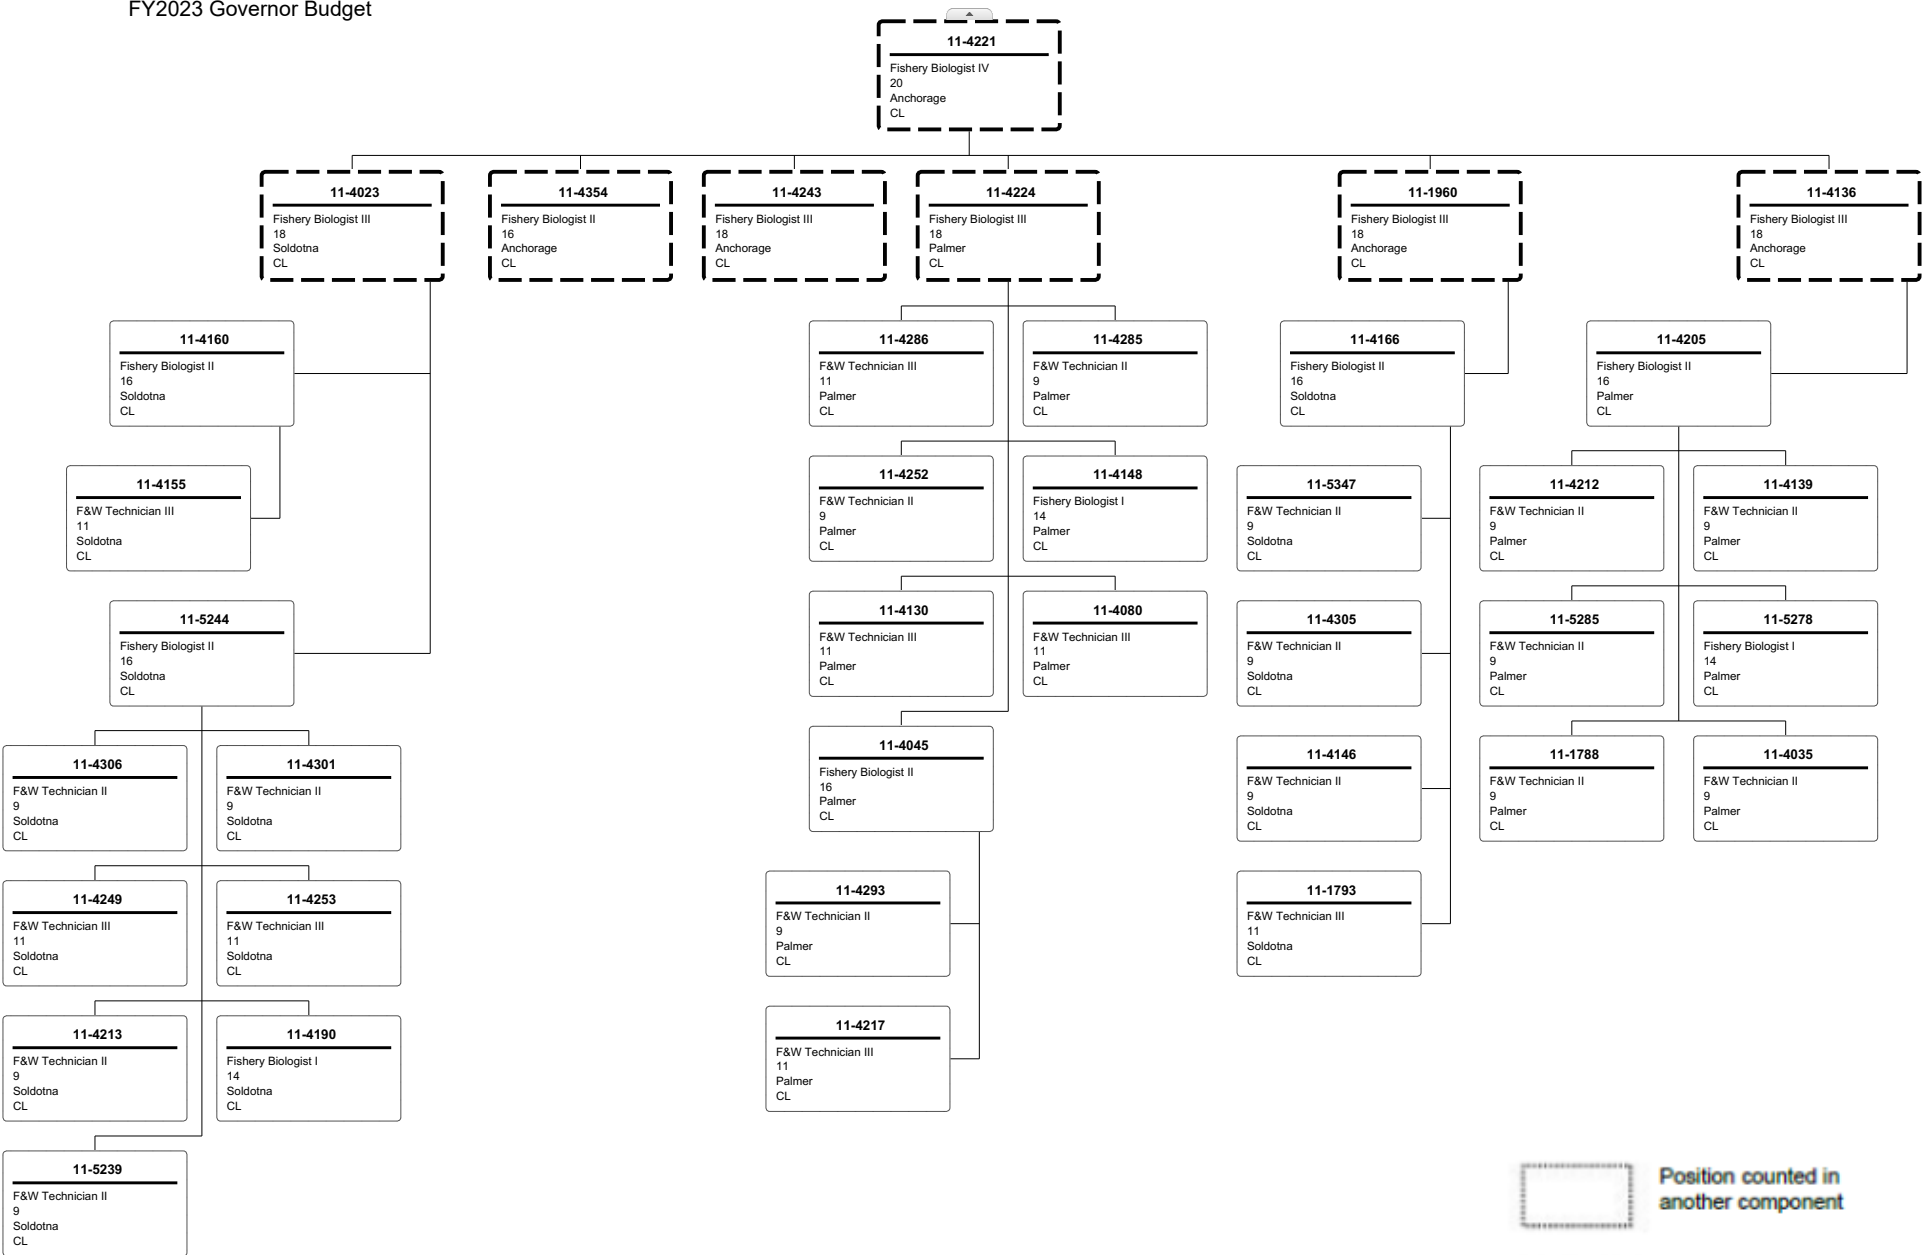 FY2023 Governor Budget
11-4221
Fishery Biologist IV
20
Anchorage
CL
11-4023
Fishery Biologist III
18
Soldotna
CL
11-4354
Fishery Biologist II
16
Anchorage
CL
11-4243
Fishery Biologist III
18
Anchorage
CL
11-4224
Fishery Biologist III
18
Palmer
CL
11-1960
Fishery Biologist III
18
Anchorage
CL
11-4136
Fishery Biologist III
18
Anchorage
CL
11-4160
Fishery Biologist II
16
Soldotna
CL
11-4286
F&W Technician III
11
Palmer
CL
11-4285
F&W Technician II
9
Palmer
CL
11-4166
Fishery Biologist II
16
Soldotna
CL
11-4205
Fishery Biologist II
16
Palmer
CL
11-4155
F&W Technician III
11
Soldotna
CL
11-4252
F&W Technician II
9
Palmer
CL
11-4148
Fishery Biologist I
14
Palmer
CL
11-5347
F&W Technician II
9
Soldotna
CL
11-4212
F&W Technician II
9
Palmer
CL
11-4139
F&W Technician II
9
Palmer
CL
11-5244
Fishery Biologist II
16
Soldotna
CL
11-4130
F&W Technician III
11
Palmer
CL
11-4080
F&W Technician III
11
Palmer
CL
11-4305
F&W Technician II
9
Soldotna
CL
11-5285
F&W Technician II
9
Palmer
CL
11-5278
Fishery Biologist I
14
Palmer
CL
11-4306
F&W Technician II
9
Soldotna
CL
11-4301
F&W Technician II
9
Soldotna
CL
11-4045
Fishery Biologist II
16
Palmer
CL
11-4146
F&W Technician II
9
Soldotna
CL
11-1788
F&W Technician II
9
Palmer
CL
11-4035
F&W Technician II
9
Palmer
CL
11-4249
F&W Technician III
11
Soldotna
CL
11-4253
F&W Technician III
11
Soldotna
CL
11-4293
F&W Technician II
9
Palmer
CL
11-1793
F&W Technician III
11
Soldotna
CL
11-4213
F&W Technician II
9
Soldotna
CL
11-4190
Fishery Biologist I
14
Soldotna
CL
11-4217
F&W Technician III
11
Palmer
CL
11-5239
F&W Technician II
9
Soldotna
CL
Position counted in
another component